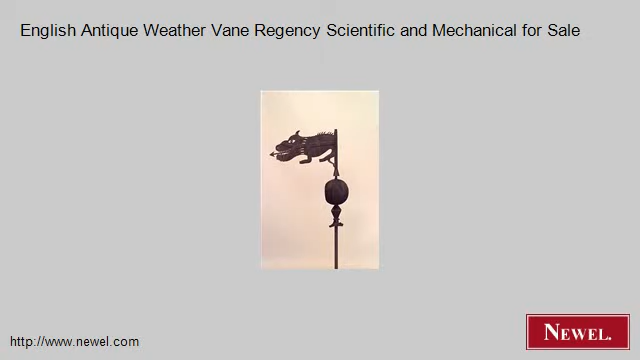 English Antique Weather Vane Regency Scientific and Mechanical for Sale
NEWEL.
http://www.newel.com